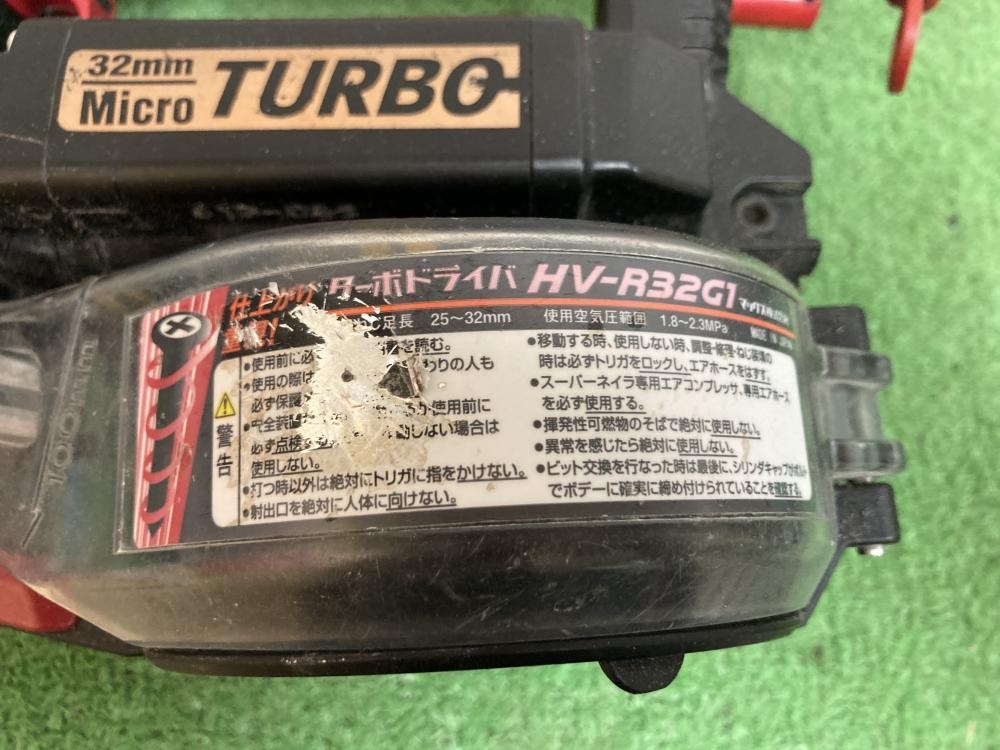 32mm
Micro TURBO
仕上がり
ターボドライバ HV-R32G1 マックス株式会社
足長 25〜32mm 使用空気圧範囲 1.8〜2.3MPa MADE IN JAPAN
警告
•使用前に必ず を読む。
•使用の際は わりの人も
必ず保護
使用前に
必ず点検 動しない場合は
使用しない。
•打つ時以外は絶対にトリガに指をかけない。
•射出口を絶対に人体に向けない。
•移動する時、使用しない時、調整・修理・ねじ装填の
時は必ずトリガをロックし、エアホースをはずす。
•スーパーネイラ専用エアコンプレッサ、専用エアホース
を必ず使用する。
•揮発性可燃物のそばで絶対に使用しない。
•異常を感じたら絶対に使用しない。
•ビット交換を行なった時は最後に、シリンダキャップがボルト
でボデーに確実に締め付けられていることを確認する。
100mm